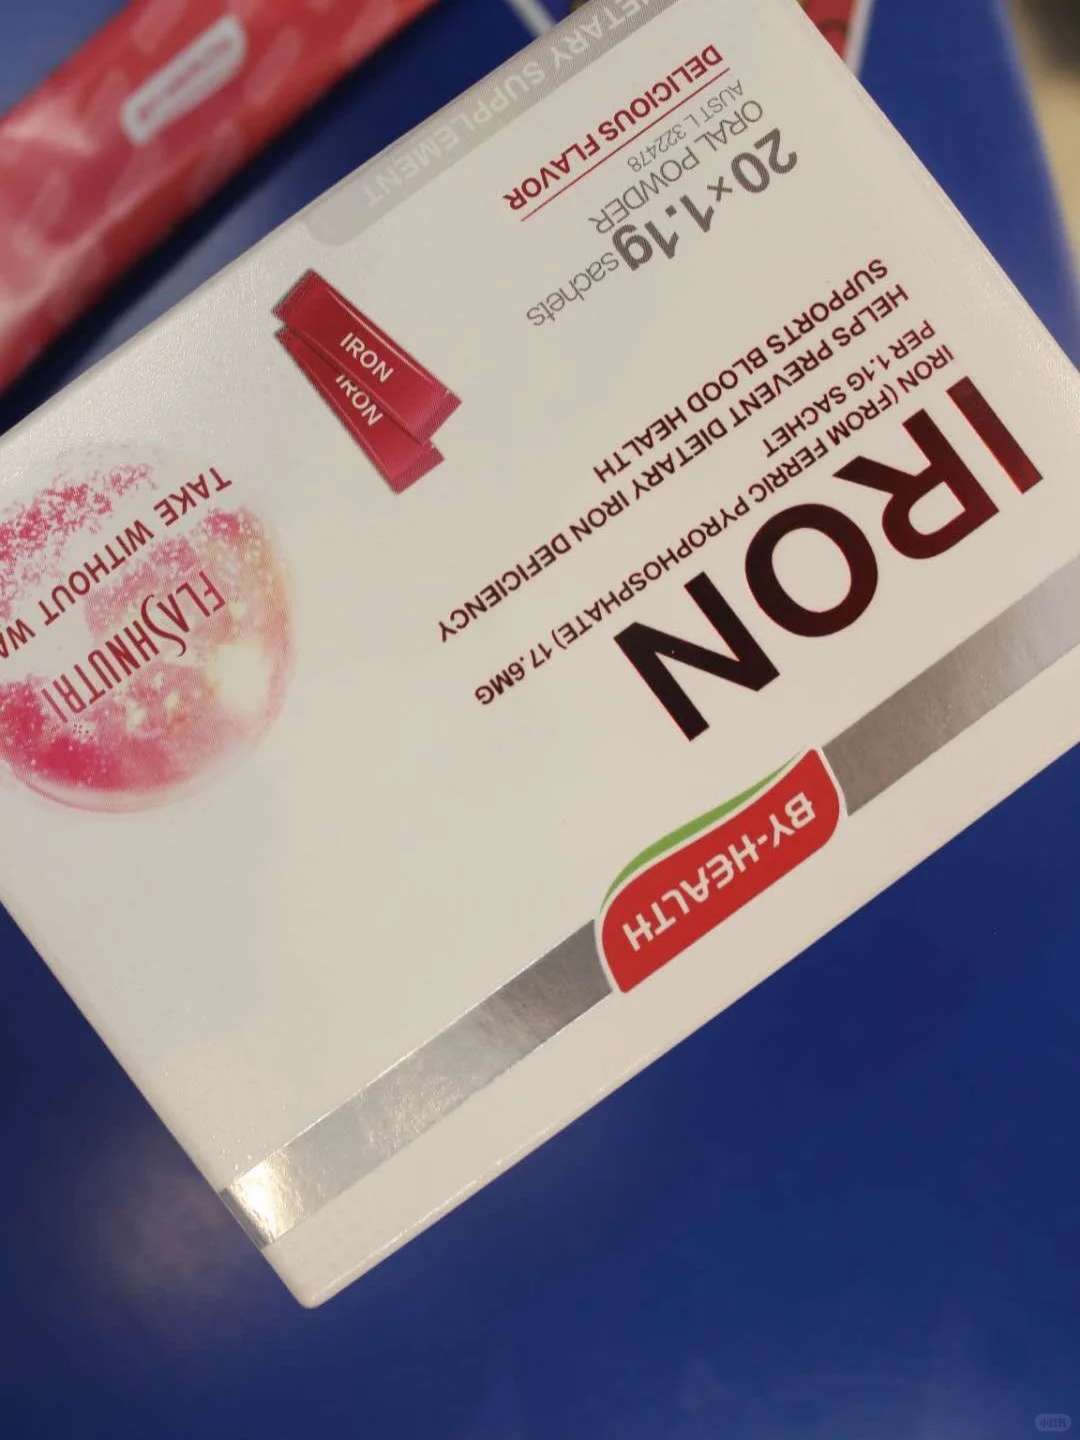 BY-HEALTH
IRON
IRON (FROM FERRIC PYROPHOSPHATE) 17.6MG
PER 1.1G SACHET
HELPS PREVENT DIETARY IRON DEFICIENCY
SUPPORTS BLOOD HEALTH
20×1.1g sachets
ORAL POWDER
AUST L 322478
DELICIOUS FLAVOR
DIETARY SUPPLEMENT
IRON
IRON
FLASHNUTRI
TAKE WITHOUT